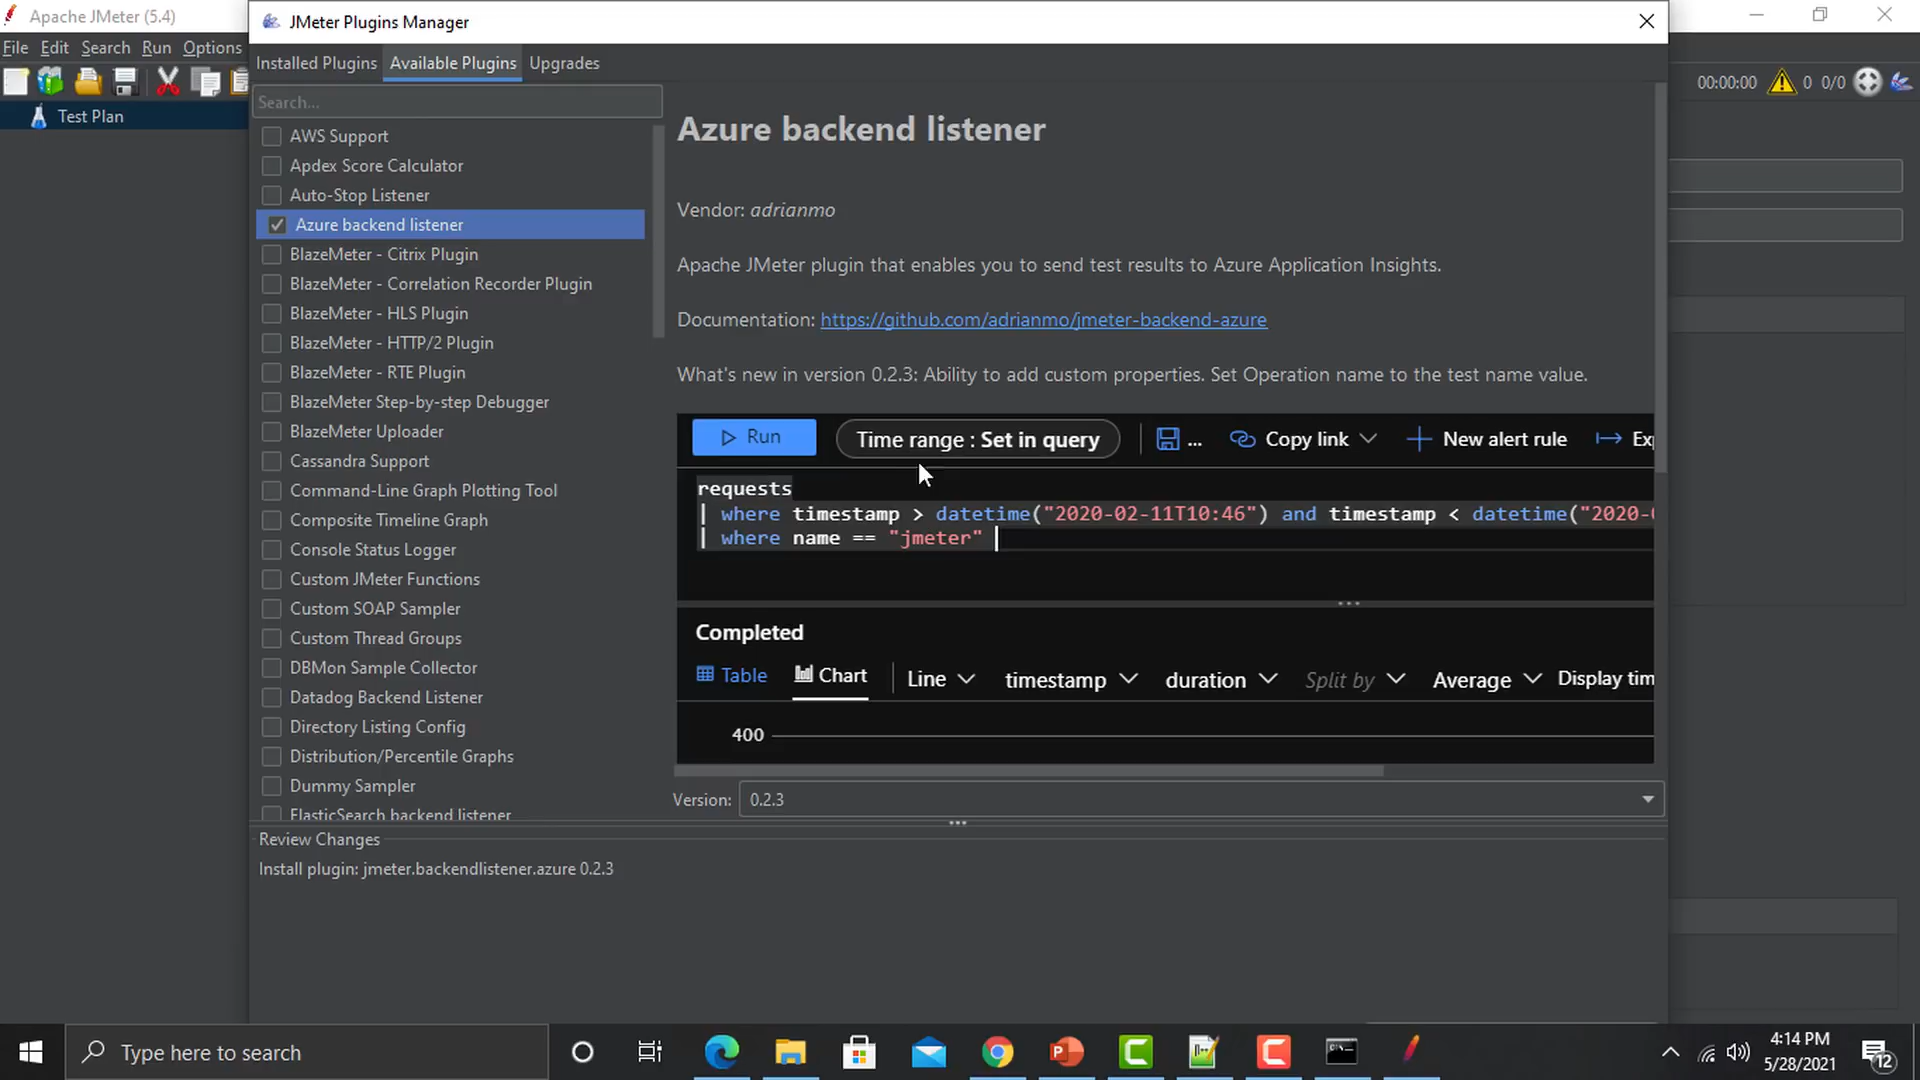 Apache JMeter (5.4)
JMeter Plugins Manager
File Edit Search Run Options
Installed Plugins Available Plugins Upgrades
00:00:00 0 0/0
Search...
Test Plan
AWS Support
Apdex Score Calculator
Auto-Stop Listener
Azure backend listener
BlazeMeter - Citrix Plugin
BlazeMeter - Correlation Recorder Plugin
BlazeMeter - HLS Plugin
BlazeMeter - HTTP/2 Plugin
BlazeMeter - RTE Plugin
BlazeMeter Step-by-step Debugger
BlazeMeter Uploader
Cassandra Support
Command-Line Graph Plotting Tool
Composite Timeline Graph
Console Status Logger
Custom JMeter Functions
Custom SOAP Sampler
Custom Thread Groups
DBMon Sample Collector
Datadog Backend Listener
Directory Listing Config
Distribution/Percentile Graphs
Dummy Sampler
ElasticSearch backend listener
Azure backend listener
Vendor: adrianmo
Apache JMeter plugin that enables you to send test results to Azure Application Insights.
Documentation: https://github.com/adrianmo/jmeter-backend-azure
What's new in version 0.2.3: Ability to add custom properties. Set Operation name to the test name value.
Run Time range : Set in query ... Copy link New alert rule Ex
requests
| where timestamp > datetime("2020-02-11T10:46") and timestamp < datetime("2020-
| where name == "jmeter"
Completed
Table Chart Line timestamp duration Split by Average Display tim
400
Version: 0.2.3
Review Changes
Install plugin: jmeter.backendlistener.azure 0.2.3
Type here to search
4:14 PM
5/28/2021
12